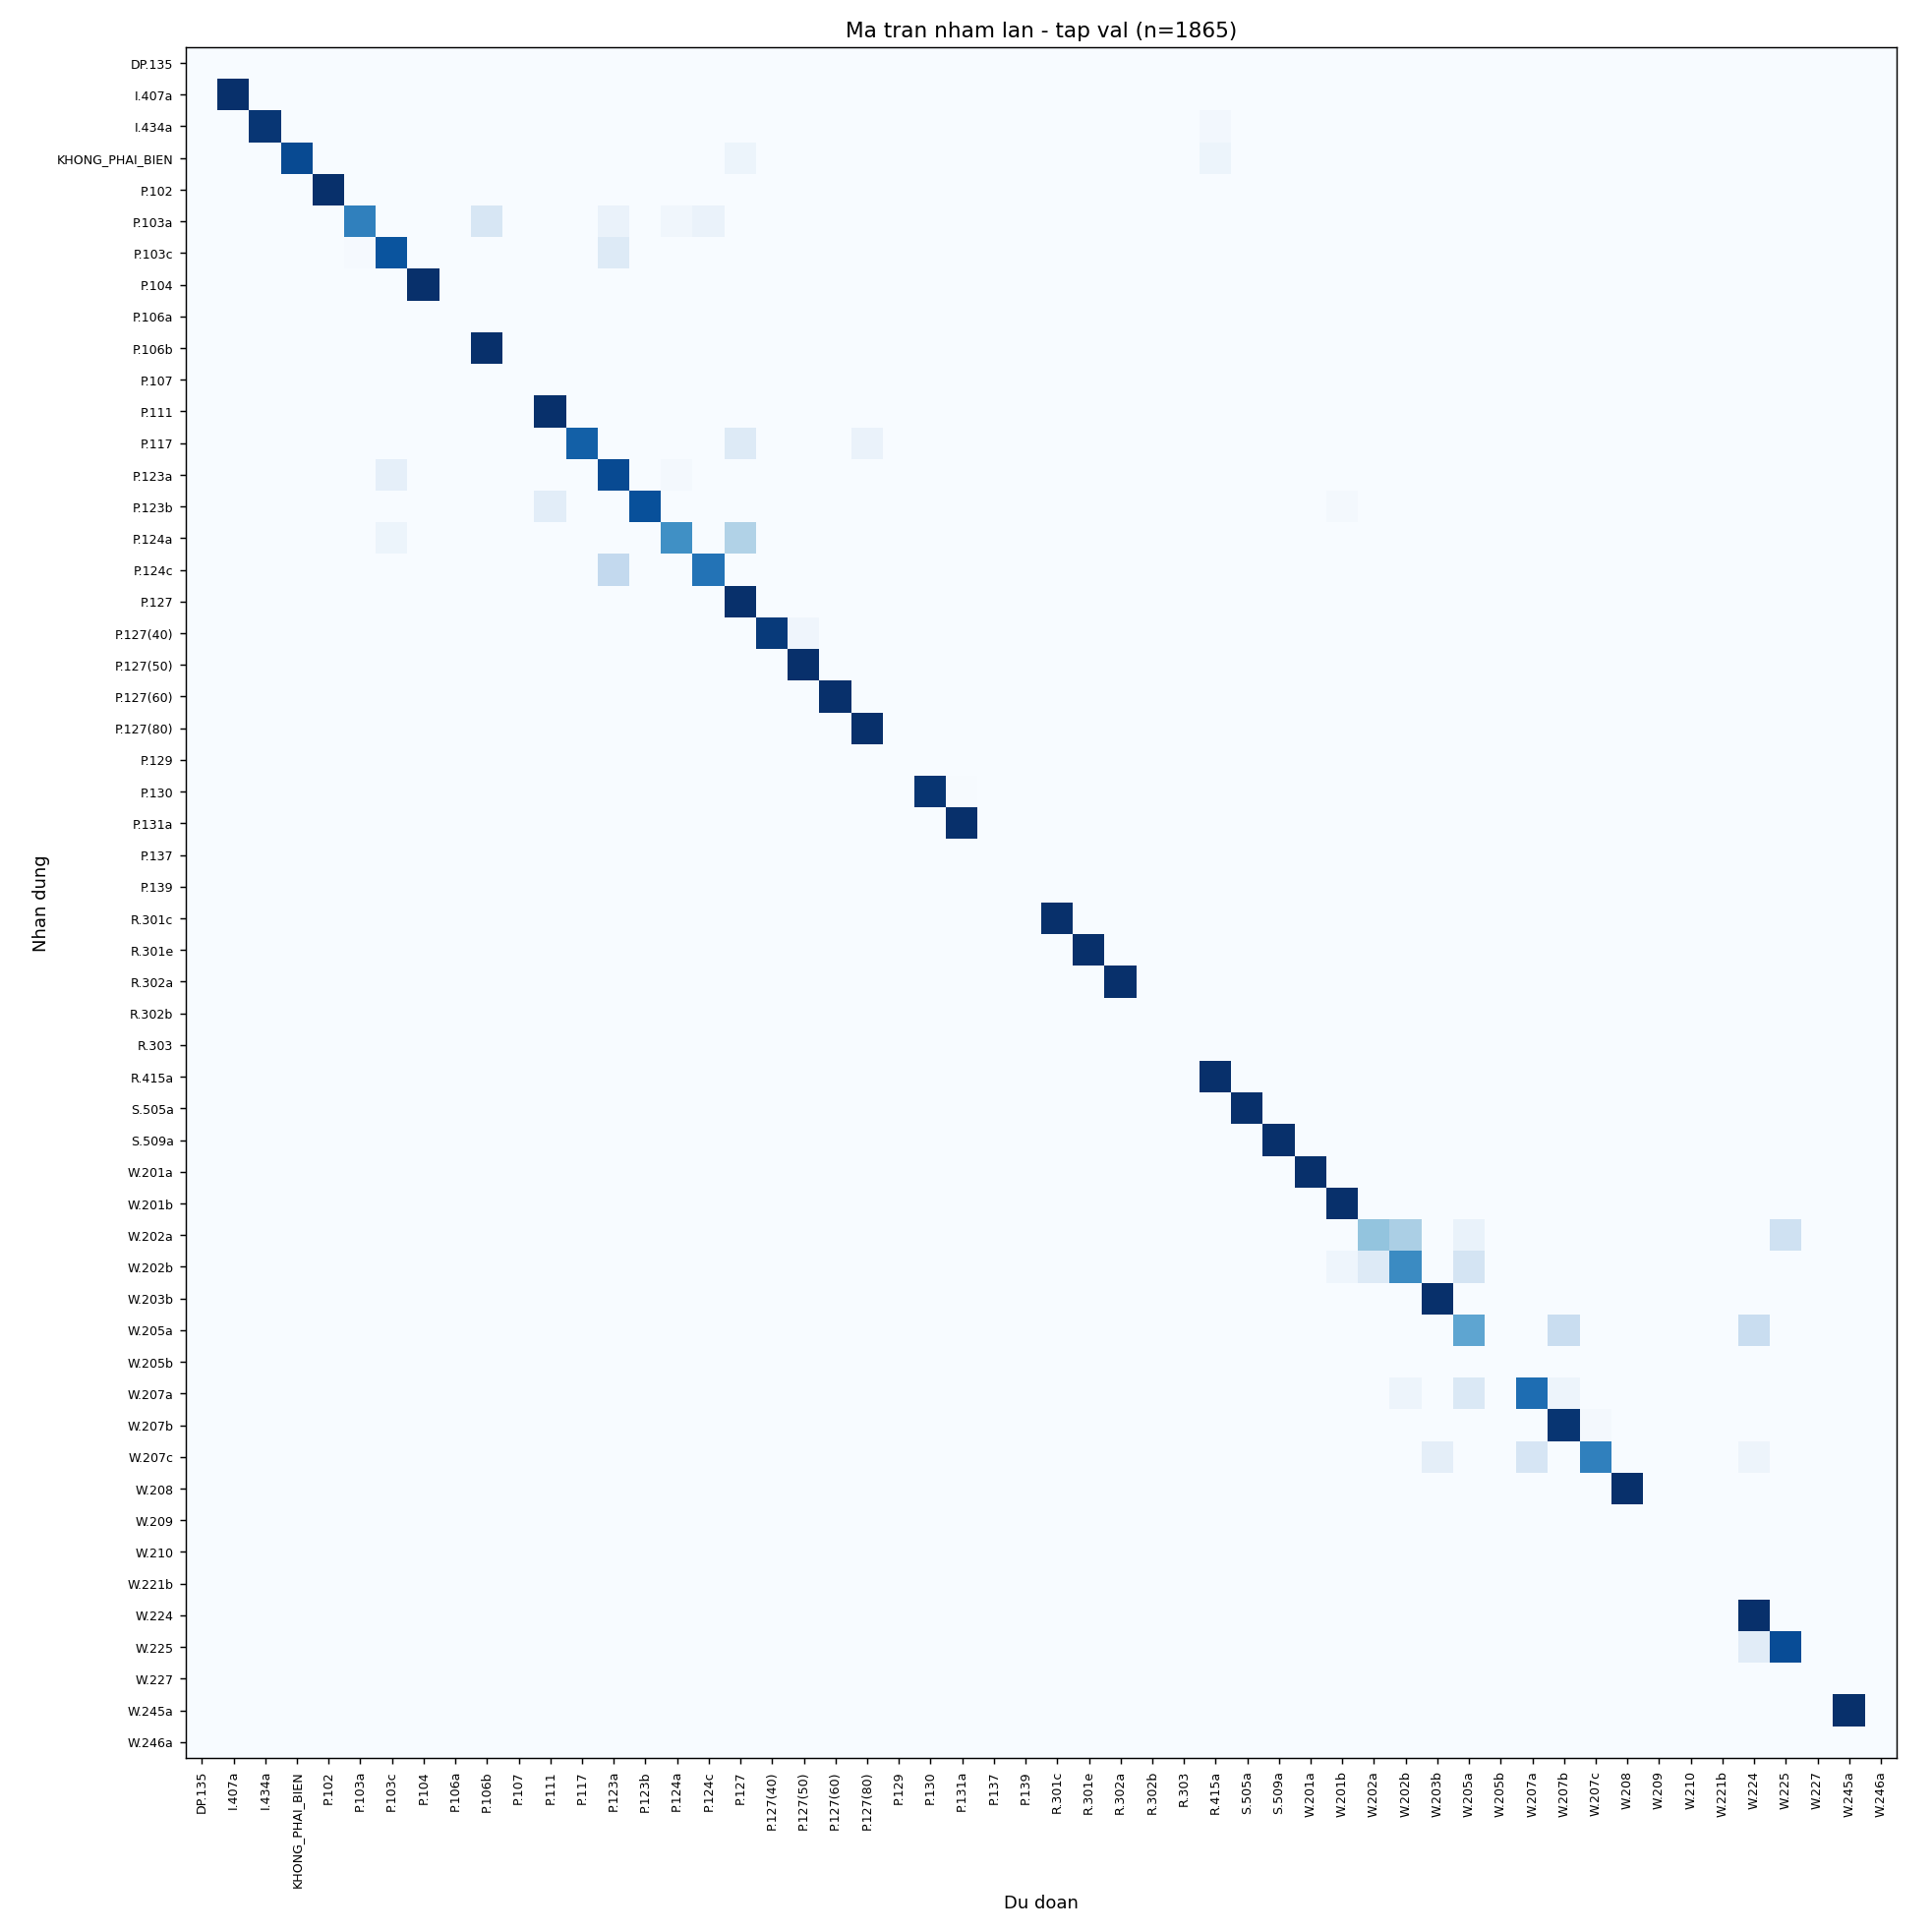 Ma tran nham lan - tap val (n=1865)
Nhan dung
DP.135
I.407a
I.434a
KHONG_PHAI_BIEN
P.102
P.103a
P.103c
P.104
P.106a
P.106b
P.107
P.111
P.117
P.123a
P.123b
P.124a
P.124c
P.127
P.127(40)
P.127(50)
P.127(60)
P.127(80)
P.129
P.130
P.131a
P.137
P.139
R.301c
R.301e
R.302a
R.302b
R.303
R.415a
S.505a
S.509a
W.201a
W.201b
W.202a
W.202b
W.203b
W.205a
W.205b
W.207a
W.207b
W.207c
W.208
W.209
W.210
W.221b
W.224
W.225
W.227
W.245a
W.246a
DP.135
I.407a
I.434a
KHONG_PHAI_BIEN
P.102
P.103a
P.103c
P.104
P.106a
P.106b
P.107
P.111
P.117
P.123a
P.123b
P.124a
P.124c
P.127
P.127(40)
P.127(50)
P.127(60)
P.127(80)
P.129
P.130
P.131a
P.137
P.139
R.301c
R.301e
R.302a
R.302b
R.303
R.415a
S.505a
S.509a
W.201a
W.201b
W.202a
W.202b
W.203b
W.205a
W.205b
W.207a
W.207b
W.207c
W.208
W.209
W.210
W.221b
W.224
W.225
W.227
W.245a
W.246a
Du doan